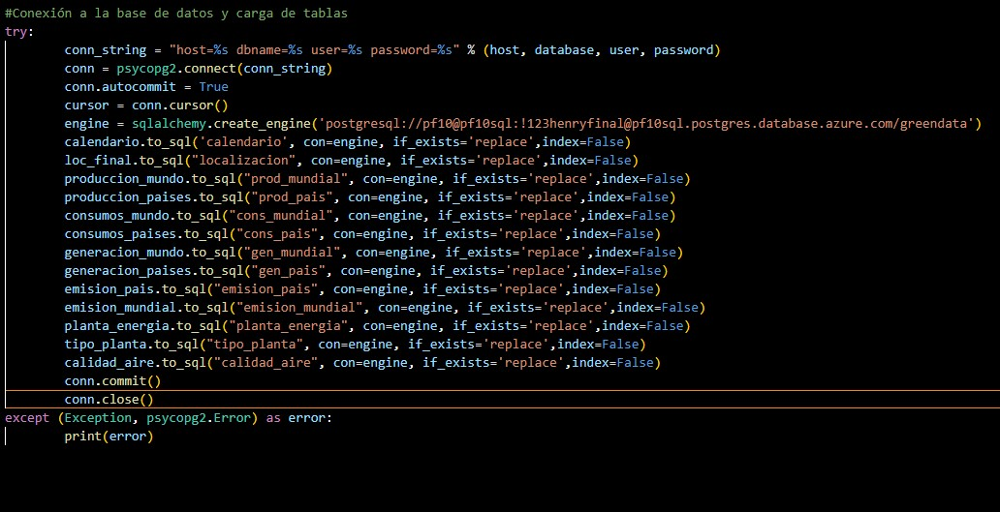 #Conexión a la base de datos y carga de tablas
try:
        conn_string = "host=%s dbname=%s user=%s password=%s" % (host, database, user, password)
        conn = psycopg2.connect(conn_string)
        conn.autocommit = True
        cursor = conn.cursor()
        engine = sqlalchemy.create_engine('postgresql://pf10@pf10sql:!123henryfinal@pf10sql.postgres.database.azure.com/greendata')
        calendario.to_sql('calendario', con=engine, if_exists='replace',index=False)
        loc_final.to_sql("localizacion", con=engine, if_exists='replace',index=False)
        produccion_mundo.to_sql("prod_mundial", con=engine, if_exists='replace',index=False)
        produccion_paises.to_sql("prod_pais", con=engine, if_exists='replace',index=False)
        consumos_mundo.to_sql("cons_mundial", con=engine, if_exists='replace',index=False)
        consumos_paises.to_sql("cons_pais", con=engine, if_exists='replace',index=False)
        generacion_mundo.to_sql("gen_mundial", con=engine, if_exists='replace',index=False)
        generacion_paises.to_sql("gen_pais", con=engine, if_exists='replace',index=False)
        emision_pais.to_sql("emision_pais", con=engine, if_exists='replace',index=False)
        emision_mundial.to_sql("emision_mundial", con=engine, if_exists='replace',index=False)
        planta_energia.to_sql("planta_energia", con=engine, if_exists='replace',index=False)
        tipo_planta.to_sql("tipo_planta", con=engine, if_exists='replace',index=False)
        calidad_aire.to_sql("calidad_aire", con=engine, if_exists='replace',index=False)
        conn.commit()
        conn.close()
except (Exception, psycopg2.Error) as error:
        print(error)